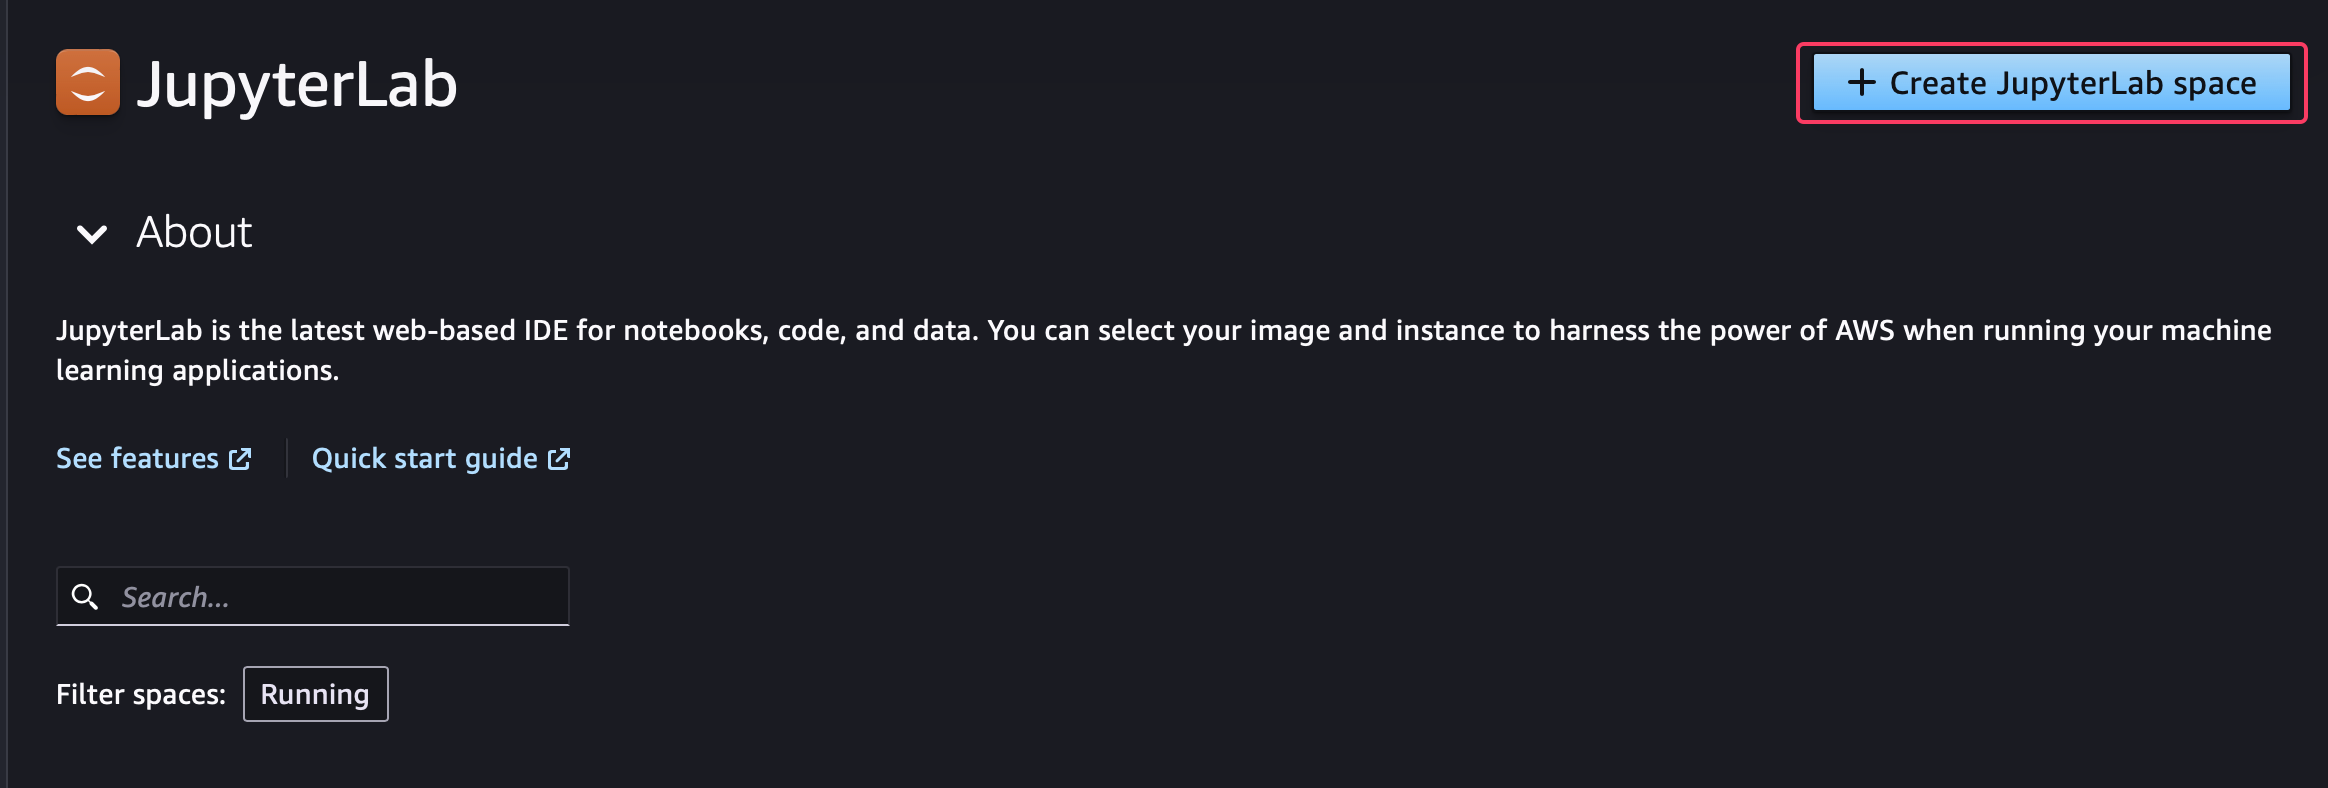 JupyterLab
+ Create JupyterLab space
About
JupyterLab is the latest web-based IDE for notebooks, code, and data. You can select your image and instance to harness the power of AWS when running your machine
learning applications.
See features
Quick start guide
Search...
Filter spaces: Running